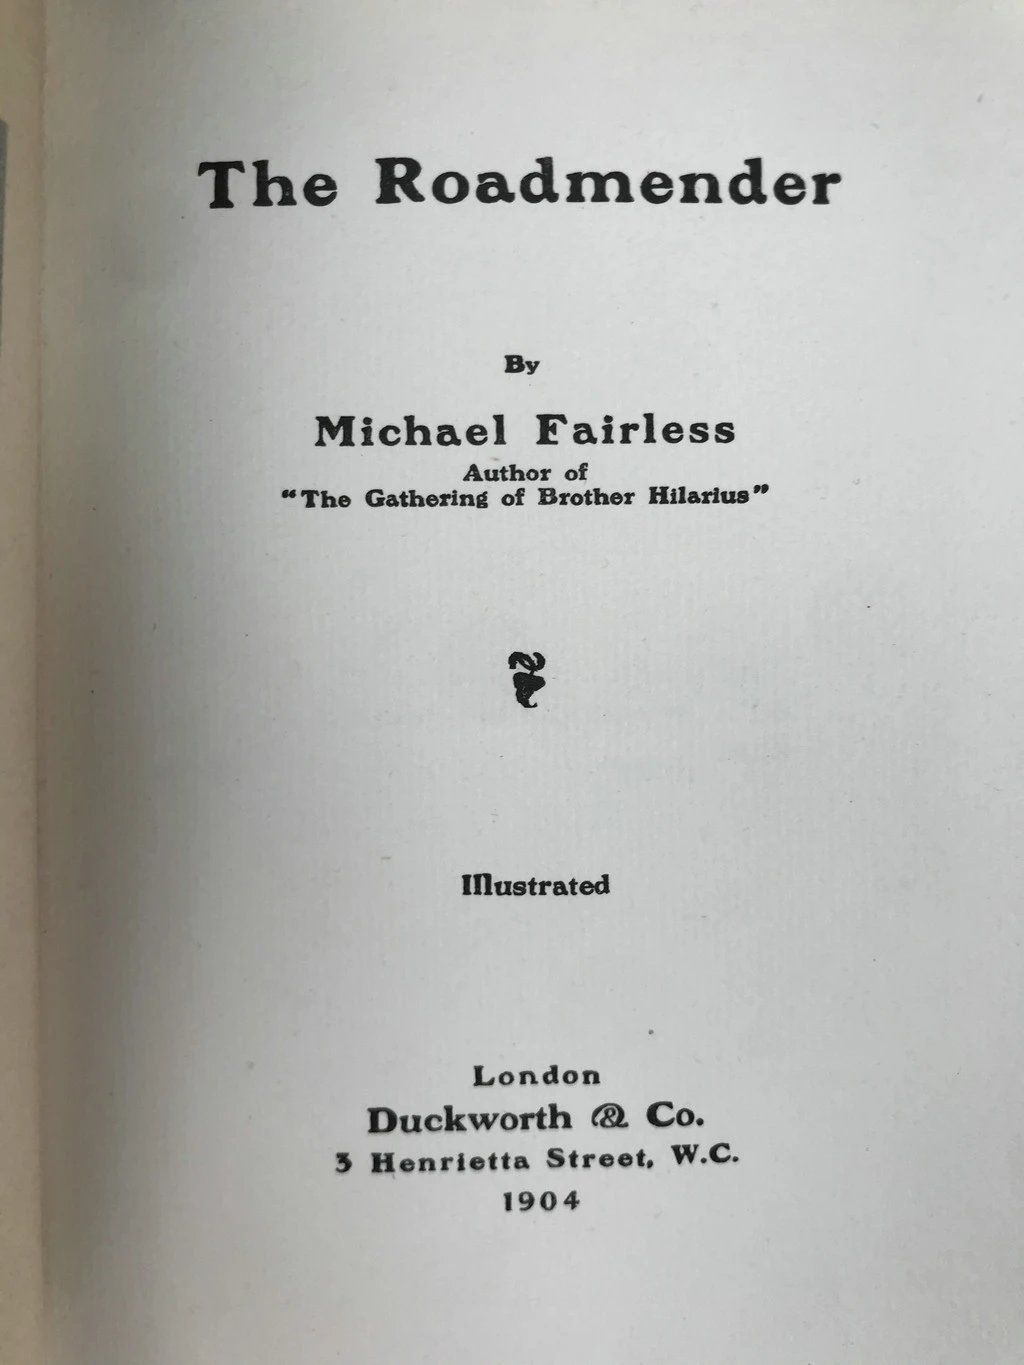 The Roadmender
By
Michael Fairless
Author of
“The Gathering of Brother Hilarius”
Illustrated
London
Duckworth & Co.
3 Henrietta Street, W.C.
1904